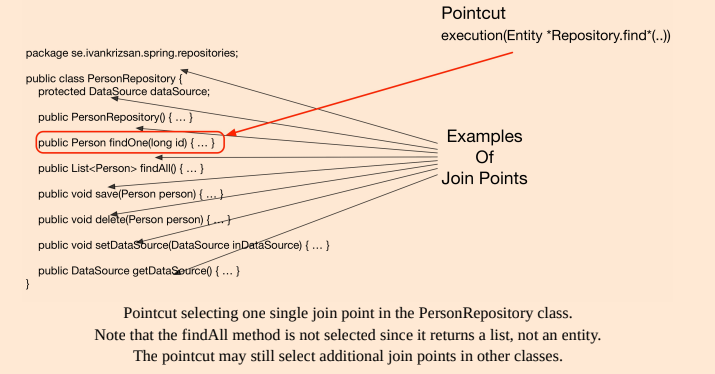 Pointcut
execution(Entity *Repository.find*(..))
package se.ivankrizsan.spring.repositories;
public class PersonRepository {
protected DataSource dataSource;
public PersonRepository() { … }
public Person findOne(long id) { … }
public List<Person> findAll() { … }
public void save(Person person) { … }
public void delete(Person person) { … }
public void setDataSource(DataSource inDataSource) { … }
public DataSource getDataSource() { … }
}
Examples
Of
Join Points
Pointcut selecting one single join point in the PersonRepository class.
Note that the findAll method is not selected since it returns a list, not an entity.
The pointcut may still select additional join points in other classes.